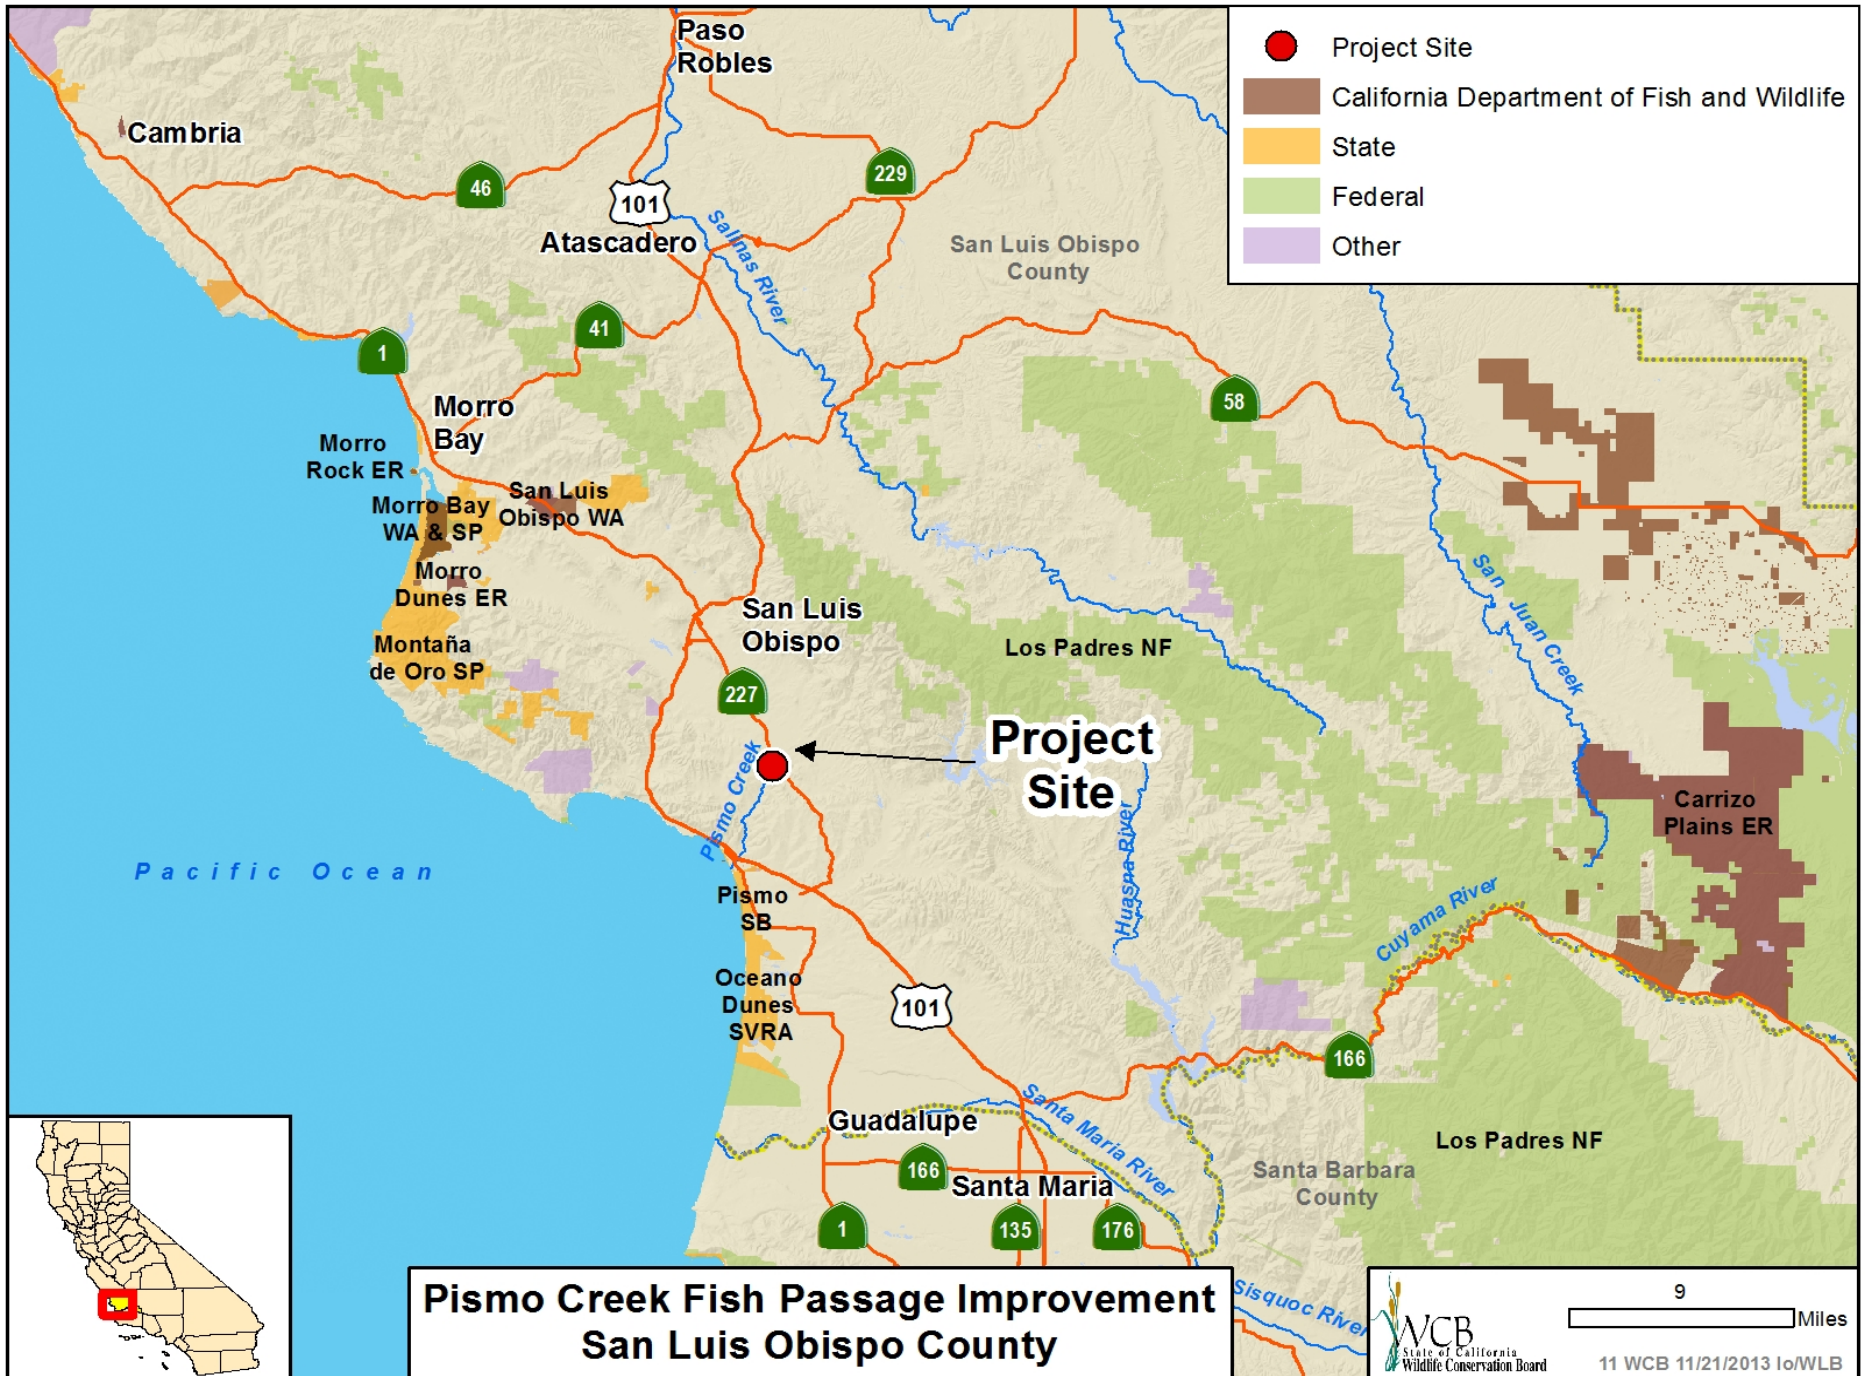 Paso
Robles
Project Site
California Department of Fish and Wildlife
State
Federal
Other
Cambria
46
229
101
Atascadero
Salinas River
San Luis Obispo
County
41
1
58
Morro
Bay
Morro
Rock ER
San Luis
Obispo WA
Morro Bay
WA & SP
Morro
Dunes ER
San Juan Creek
San Luis
Obispo
Montaña
de Oro SP
Los Padres NF
227
Project
Site
Pismo Creek
Carrizo
Plains ER
Huasna River
Pacific Ocean
Pismo
SB
Cuyama River
Oceano
Dunes
SVRA
101
166
Guadalupe
Santa Maria River
Los Padres NF
166
Santa Maria
Santa Barbara
County
1
135
176
Sisquoc River
Pismo Creek Fish Passage Improvement
San Luis Obispo County
WCB
State of California
Wildlife Conservation Board
9
Miles
11 WCB 11/21/2013 lo/WLB